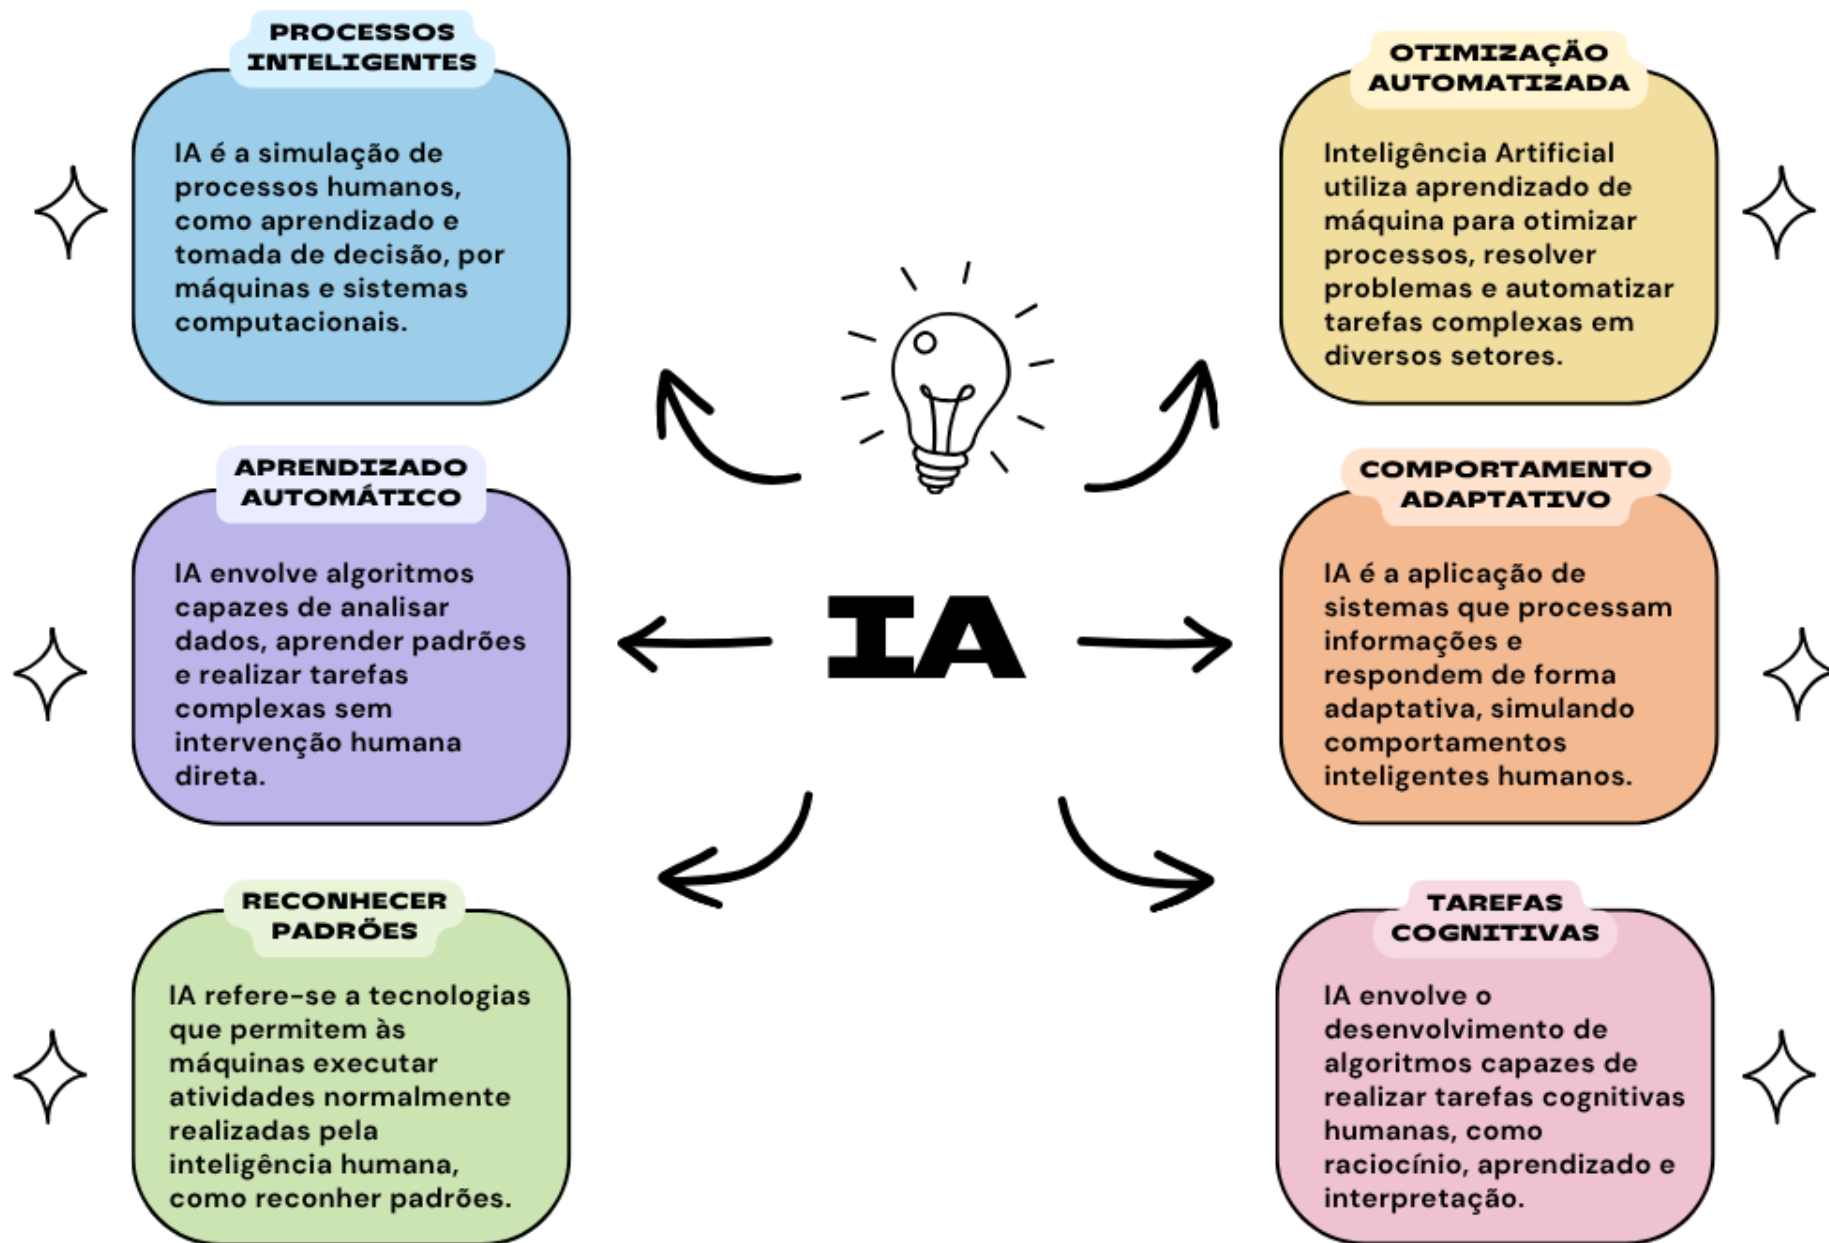 PROCESSOS
INTELIGENTES
IA é a simulação de
processos humanos,
como aprendizado e
tomada de decisão, por
máquinas e sistemas
computacionais.
APRENDIZADO
AUTOMÁTICO
IA envolve algoritmos
capazes de analisar
dados, aprender padrões
e realizar tarefas
complexas sem
intervenção humana
direta.
RECONHECER
PADRÕES
IA refere-se a tecnologias
que permitem às
máquinas executar
atividades normalmente
realizadas pela
inteligência humana,
como reconher padrões.
IA
OTIMIZAÇÃO
AUTOMATIZADA
Inteligência Artificial
utiliza aprendizado de
máquina para otimizar
processos, resolver
problemas e automatizar
tarefas complexas em
diversos setores.
COMPORTAMENTO
ADAPTATIVO
IA é a aplicação de
sistemas que processam
informações e
respondem de forma
adaptativa, simulando
comportamentos
inteligentes humanos.
TAREFAS
COGNITIVAS
IA envolve o
desenvolvimento de
algoritmos capazes de
realizar tarefas cognitivas
humanas, como
raciocínio, aprendizado e
interpretação.